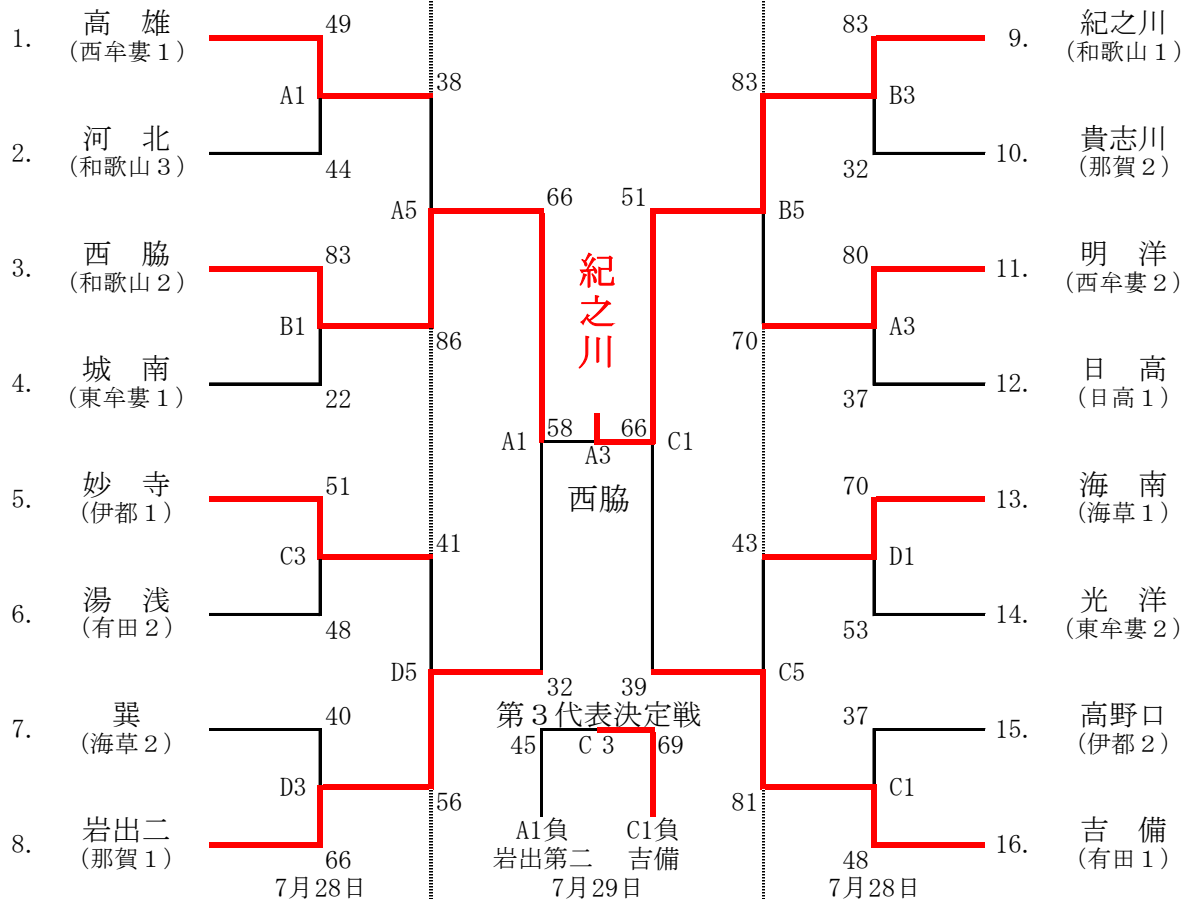 1. 高　雄 49
(西牟婁１)
A1 38
2. 河　北
(和歌山３) 44
A5 66
3. 西　脇 83
(和歌山２)
B1 86
4. 城　南
(東牟婁１) 22
A1 58
5. 妙　寺 51
(伊都１)
C3 41
6. 湯　浅
(有田２) 48
D5 32
7. 巽 40
(海草２)
D3 56
8. 岩出二
(那賀１) 66
7月28日
紀之川
A3
西脇
第３代表決定戦
45 C 3 69
A1負 C1負
岩出第二 吉備
7月29日
83 紀之川
9. (和歌山１)
83 B3
貴志川
10. (那賀２)
32
51 B5
80 明　洋
11. (西牟婁２)
70 A3
日　高
12. (日高１)
37
66 C1
70 海　南
13. (海草１)
43 D1
光　洋
14. (東牟婁２)
53
39 C5
37 高野口
15. (伊都２)
81 C1
吉　備
16. (有田１)
48
7月28日